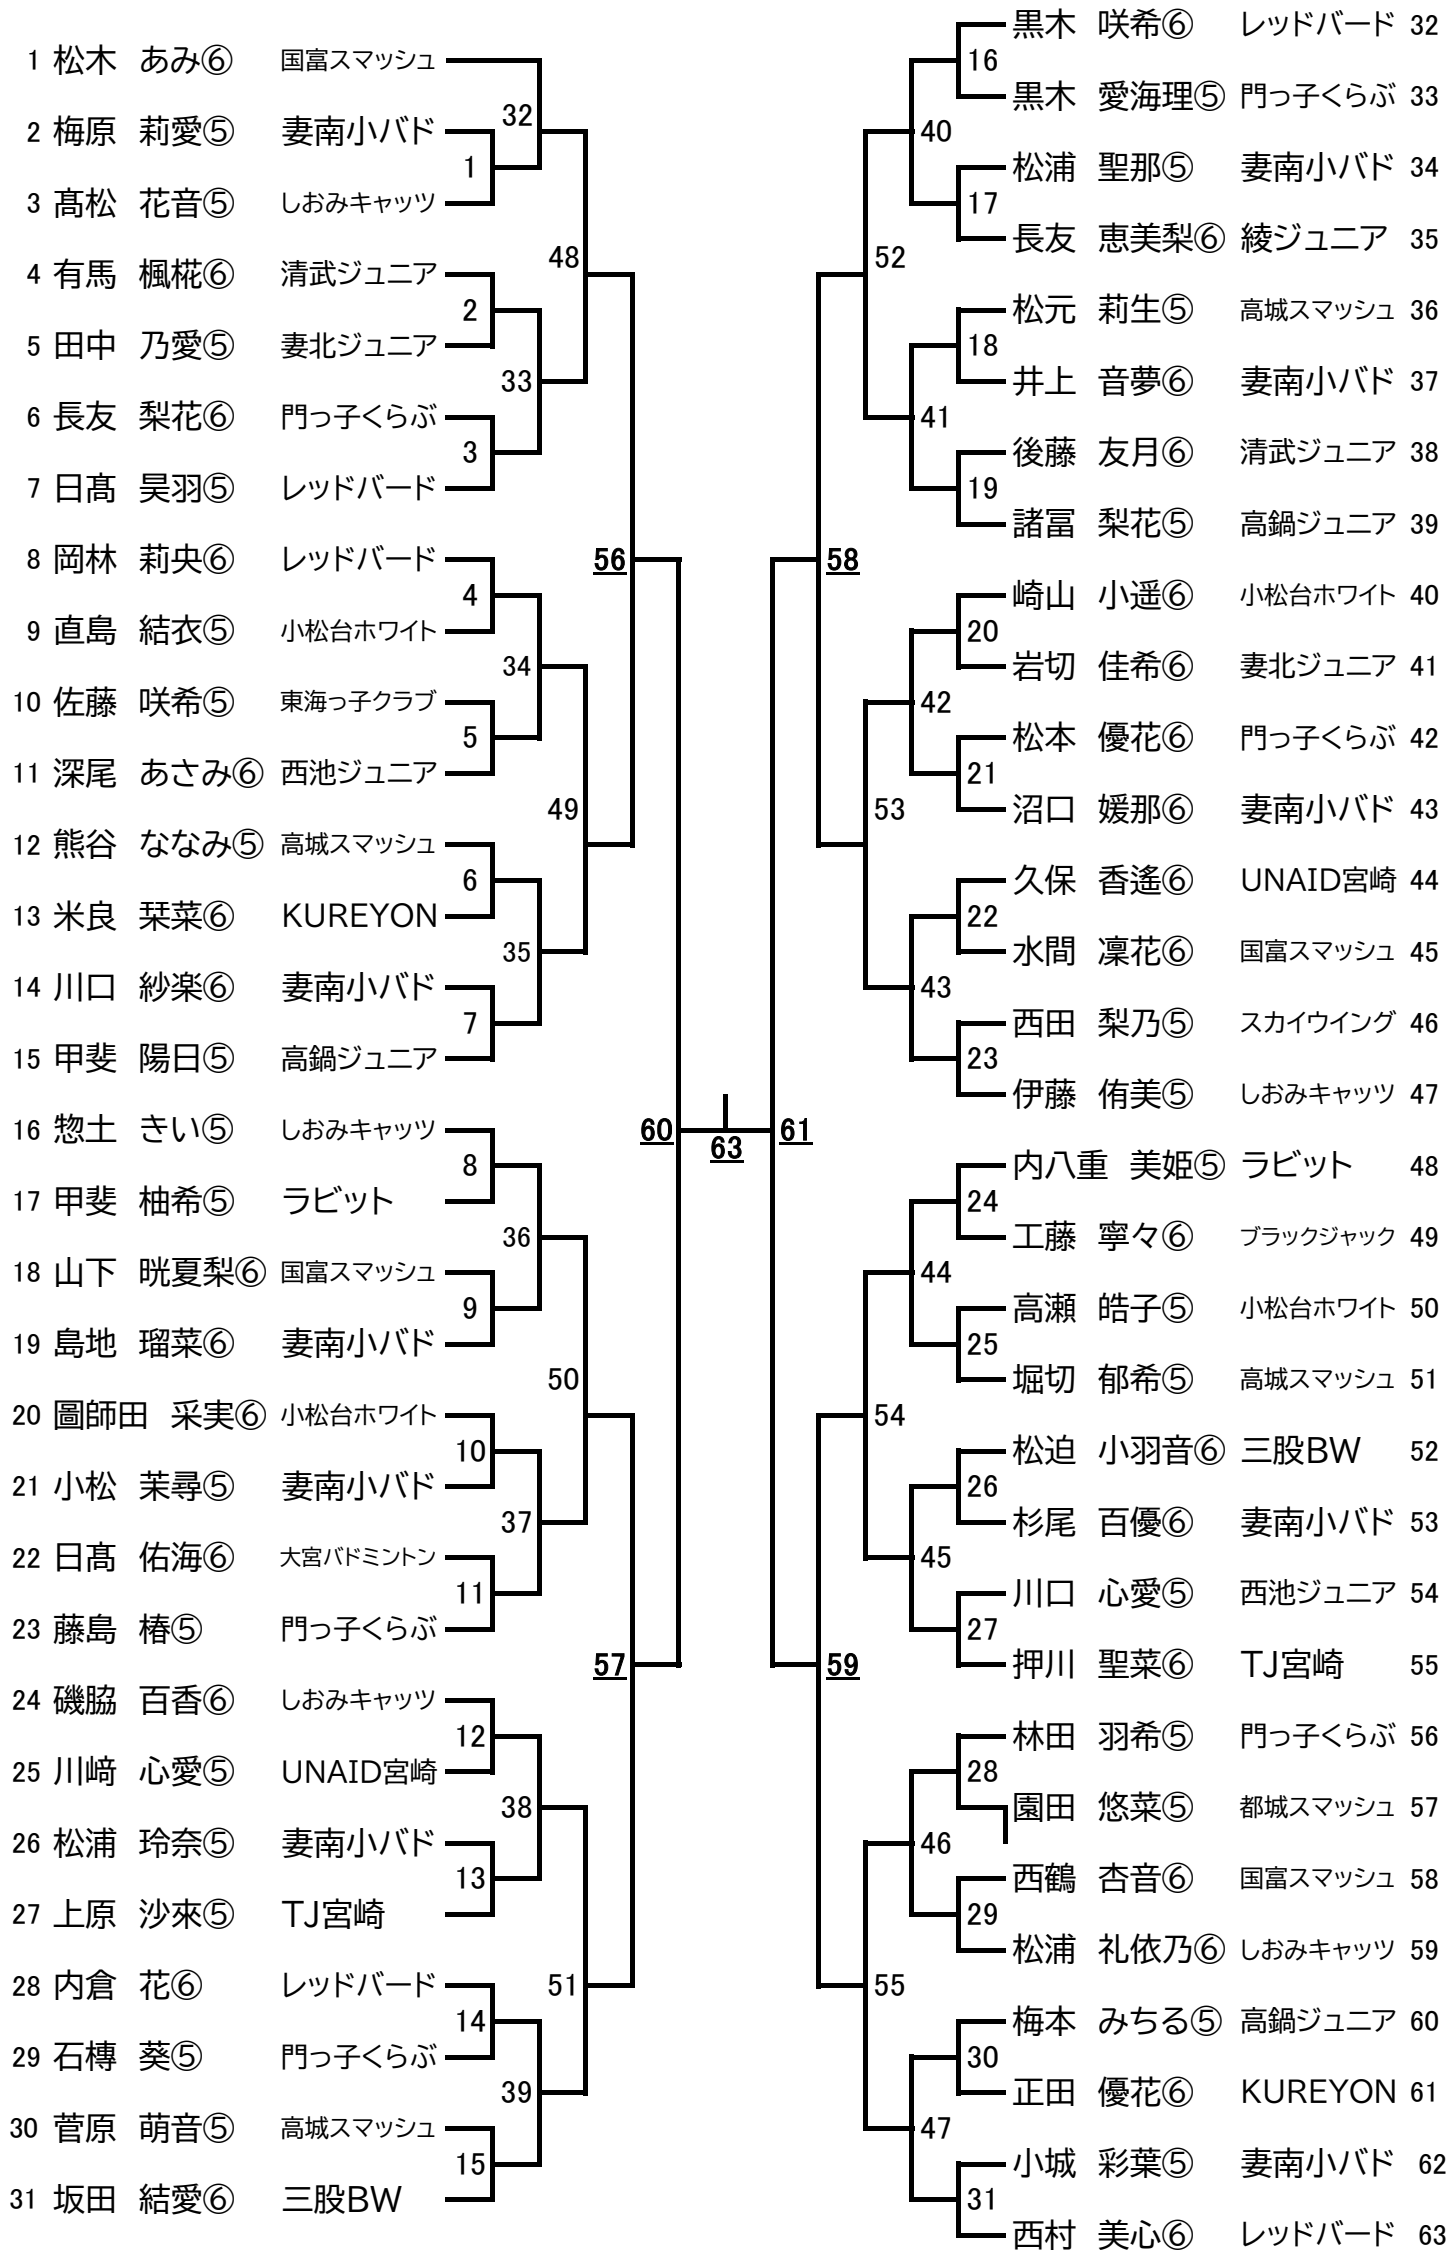 1 松木 あみ⑥ 国富スマッシュ
2 梅原 莉愛⑤ 妻南小バド
3 髙松 花音⑤ しおみキャッツ
4 有馬 楓椛⑥ 清武ジュニア
5 田中 乃愛⑤ 妻北ジュニア
6 長友 梨花⑥ 門っ子くらぶ
7 日髙 昊羽⑤ レッドバード
8 岡林 莉央⑥ レッドバード
9 直島 結衣⑤ 小松台ホワイト
10 佐藤 咲希⑤ 東海っ子クラブ
11 深尾 あさみ⑥ 西池ジュニア
12 熊谷 ななみ⑤ 高城スマッシュ
13 米良 栞菜⑥ KUREYON
14 川口 紗楽⑥ 妻南小バド
15 甲斐 陽日⑤ 高鍋ジュニア
16 惣土 きい⑤ しおみキャッツ
17 甲斐 柚希⑤ ラビット
18 山下 晄夏梨⑥ 国富スマッシュ
19 島地 瑠菜⑥ 妻南小バド
20 圖師田 采実⑥ 小松台ホワイト
21 小松 茉尋⑤ 妻南小バド
22 日髙 佑海⑥ 大宮バドミントン
23 藤島 椿⑤ 門っ子くらぶ
24 磯脇 百香⑥ しおみキャッツ
25 川﨑 心愛⑤ UNAID宮崎
26 松浦 玲奈⑤ 妻南小バド
27 上原 沙來⑤ TJ宮崎
28 内倉 花⑥ レッドバード
29 石槫 葵⑤ 門っ子くらぶ
30 菅原 萌音⑤ 高城スマッシュ
31 坂田 結愛⑥ 三股BW
1
2
3
4
5
6
7
8
9
10
11
12
13
14
15
32
33
34
35
36
37
38
39
48
49
50
51
56
57
60
63
61
58
59
52
53
54
55
40
41
42
43
44
45
46
47
16
17
18
19
20
21
22
23
24
25
26
27
28
29
30
31
黒木 咲希⑥ レッドバード 32
黒木 愛海理⑤ 門っ子くらぶ 33
松浦 聖那⑤ 妻南小バド 34
長友 恵美梨⑥ 綾ジュニア 35
松元 莉生⑤ 高城スマッシュ 36
井上 音夢⑥ 妻南小バド 37
後藤 友月⑥ 清武ジュニア 38
諸冨 梨花⑤ 高鍋ジュニア 39
崎山 小遥⑥ 小松台ホワイト 40
岩切 佳希⑥ 妻北ジュニア 41
松本 優花⑥ 門っ子くらぶ 42
沼口 媛那⑥ 妻南小バド 43
久保 香遙⑥ UNAID宮崎 44
水間 凜花⑥ 国富スマッシュ 45
西田 梨乃⑤ スカイウイング 46
伊藤 侑美⑤ しおみキャッツ 47
内八重 美姫⑤ ラビット 48
工藤 寧々⑥ ブラックジャック 49
高瀬 皓子⑤ 小松台ホワイト 50
堀切 郁希⑤ 高城スマッシュ 51
松迫 小羽音⑥ 三股BW 52
杉尾 百優⑥ 妻南小バド 53
川口 心愛⑤ 西池ジュニア 54
押川 聖菜⑥ TJ宮崎 55
林田 羽希⑤ 門っ子くらぶ 56
園田 悠菜⑤ 都城スマッシュ 57
西鶴 杏音⑥ 国富スマッシュ 58
松浦 礼依乃⑥ しおみキャッツ 59
梅本 みちる⑤ 高鍋ジュニア 60
正田 優花⑥ KUREYON 61
小城 彩葉⑤ 妻南小バド 62
西村 美心⑥ レッドバード 63